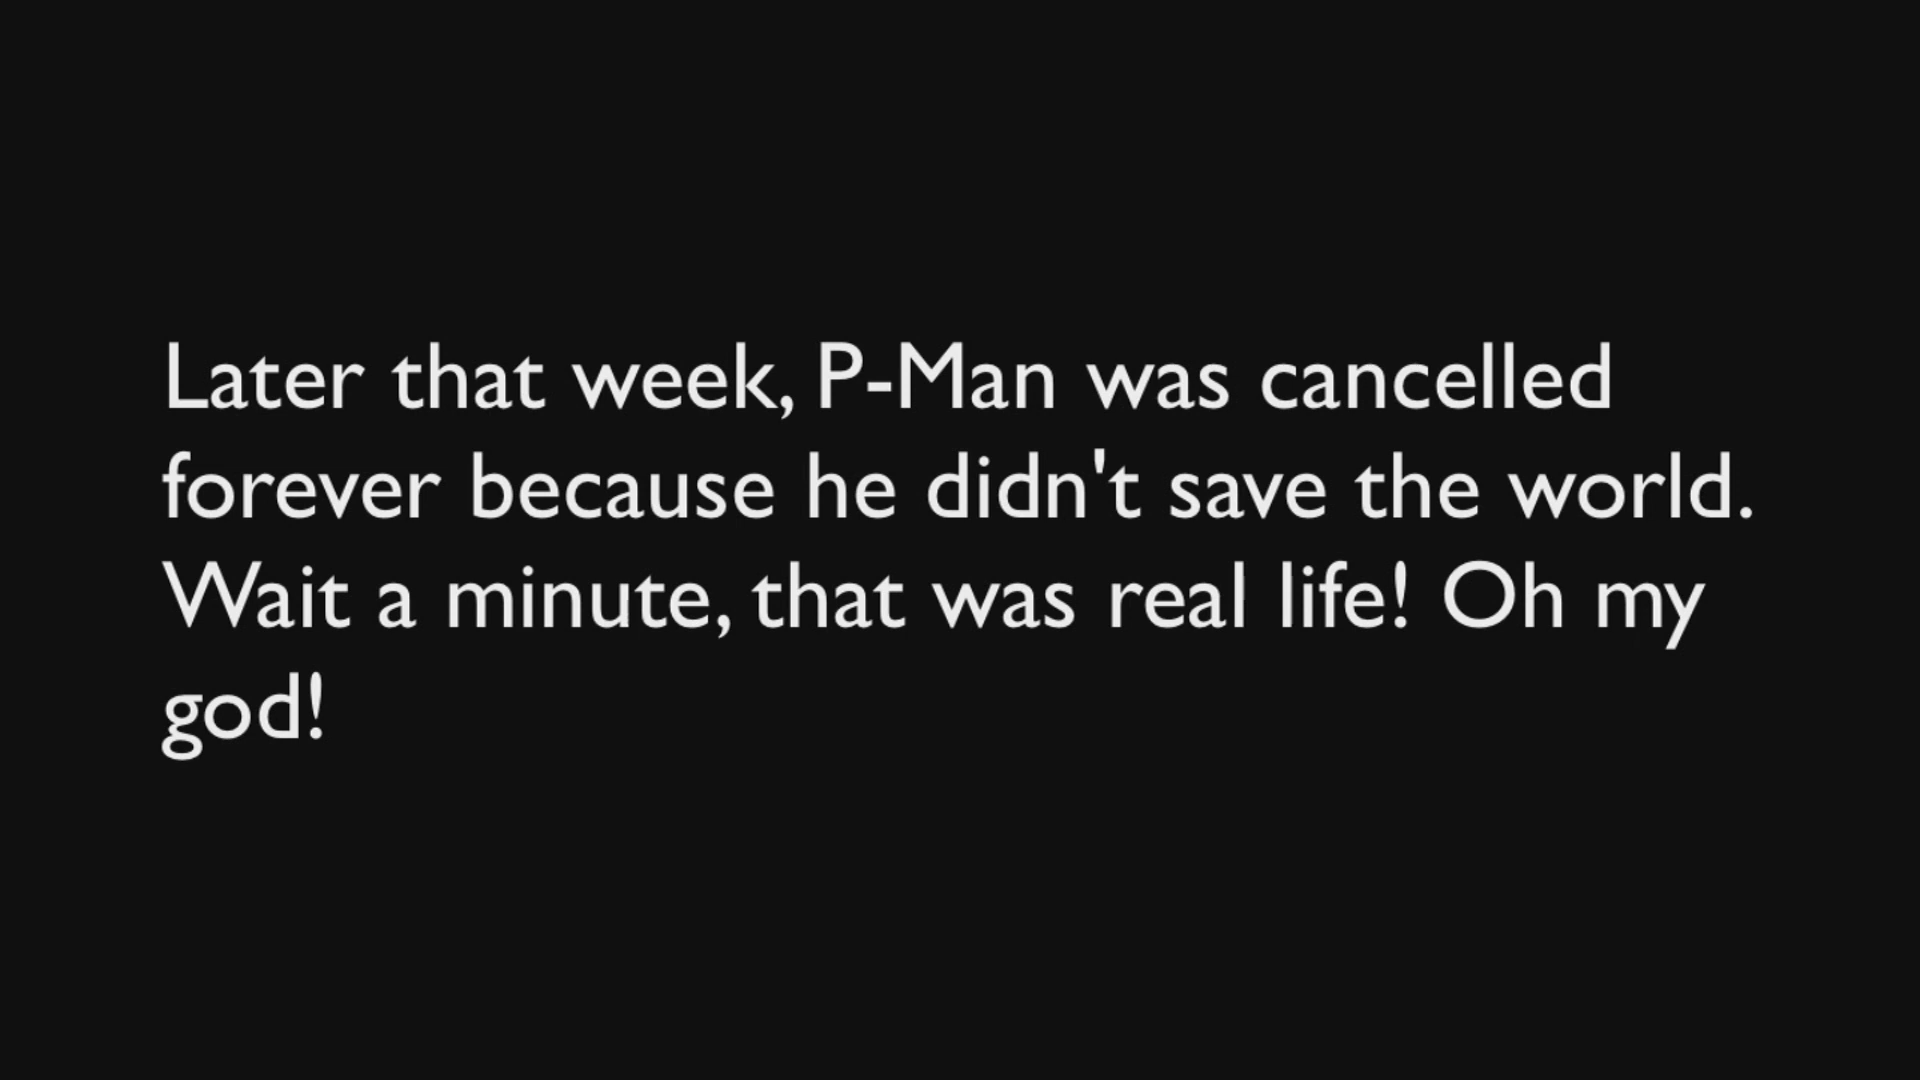 Later that week, P-Man was cancelled
forever because he didn't save the world.
Wait a minute, that was real life! Oh my
god!